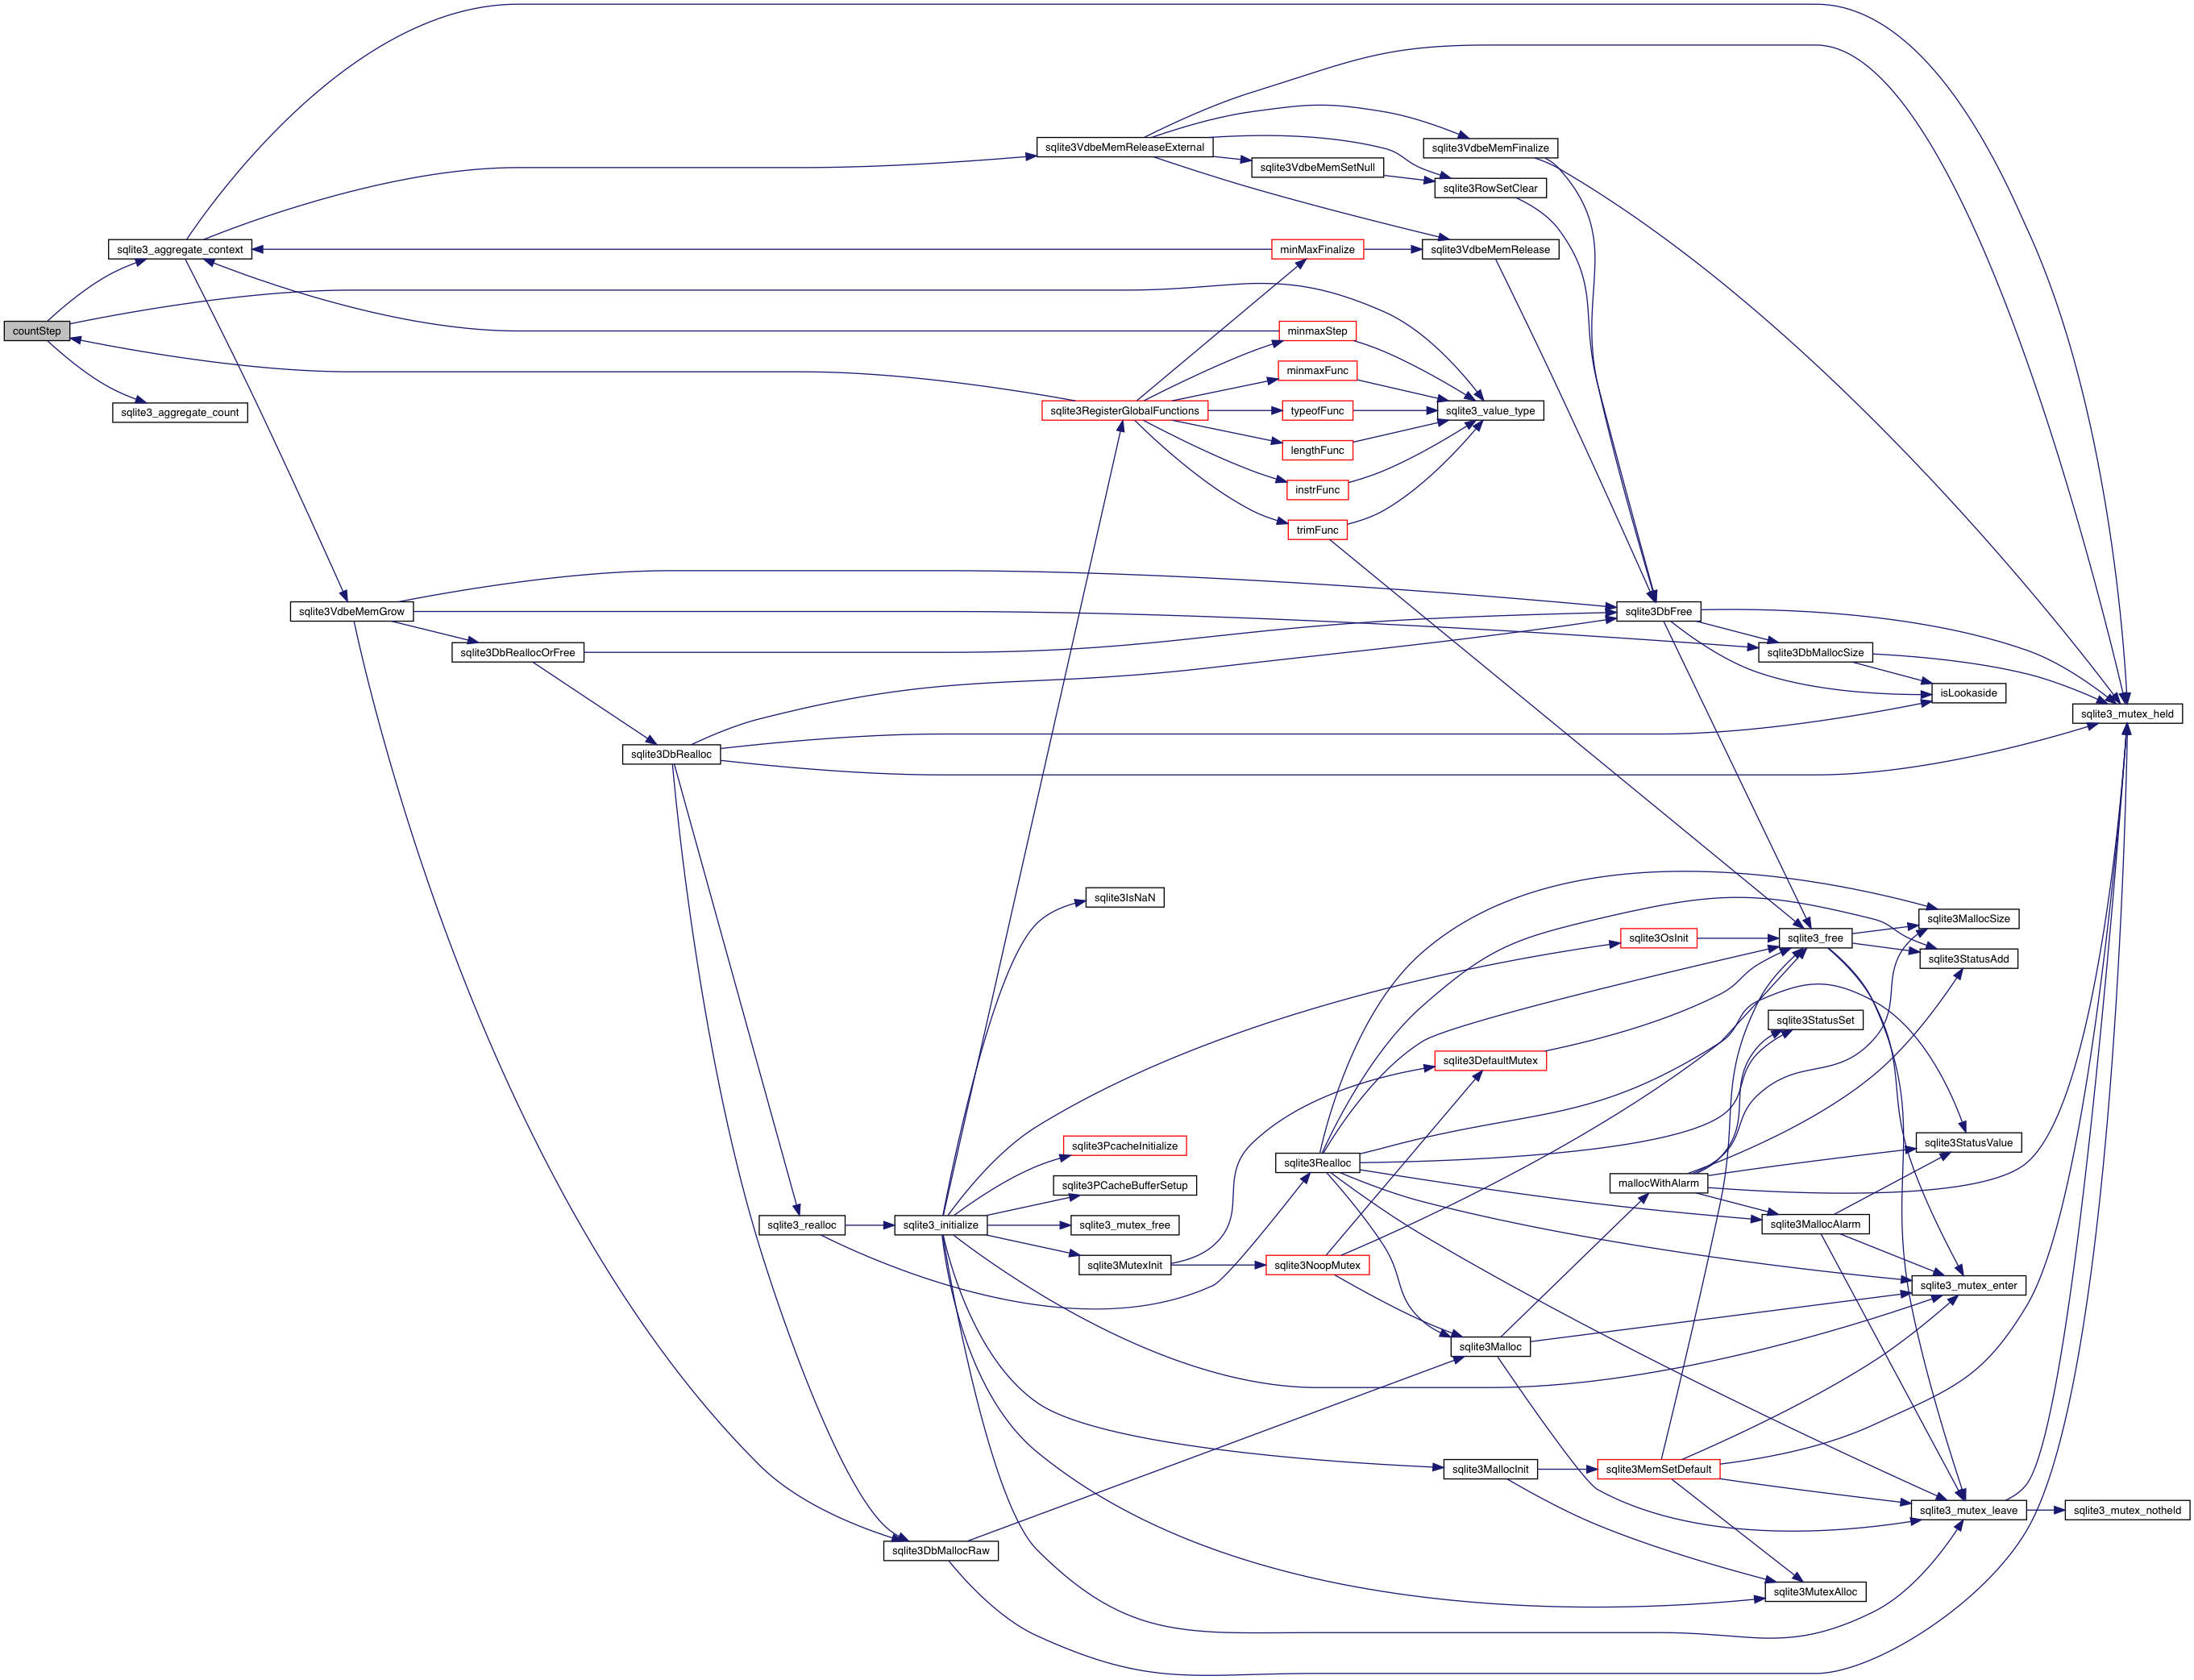 sqlite3VdbeMemReleaseExternal
sqlite3VdbeMemFinalize
sqlite3VdbeMemSetNull
sqlite3RowSetClear
sqlite3_aggregate_context
minMaxFinalize
sqlite3VdbeMemRelease
countStep
minmaxStep
minmaxFunc
sqlite3_aggregate_count
sqlite3RegisterGlobalFunctions
typeofFunc
sqlite3_value_type
lengthFunc
instrFunc
trimFunc
sqlite3VdbeMemGrow
sqlite3DbFree
sqlite3DbReallocOrFree
sqlite3DbMallocSize
isLookaside
sqlite3_mutex_held
sqlite3DbRealloc
sqlite3IsNaN
sqlite3MallocSize
sqlite3OsInit
sqlite3_free
sqlite3StatusAdd
sqlite3StatusSet
sqlite3DefaultMutex
sqlite3PcacheInitialize
sqlite3StatusValue
sqlite3Realloc
sqlite3PCacheBufferSetup
mallocWithAlarm
sqlite3_realloc
sqlite3_initialize
sqlite3_mutex_free
sqlite3MallocAlarm
sqlite3MutexInit
sqlite3NoopMutex
sqlite3_mutex_enter
sqlite3Malloc
sqlite3MallocInit
sqlite3MemSetDefault
sqlite3_mutex_leave
sqlite3_mutex_notheld
sqlite3DbMallocRaw
sqlite3MutexAlloc